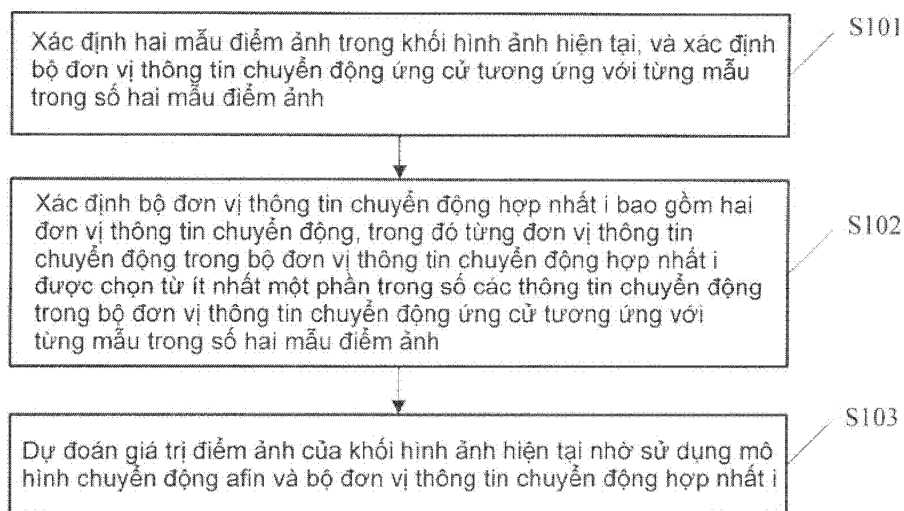 Xác định hai mẫu điểm ảnh trong khối hình ảnh hiện tại, và xác định
bộ đơn vị thông tin chuyển động ứng cử tương ứng với từng mẫu
trong số hai mẫu điểm ảnh
S101
Xác định bộ đơn vị thông tin chuyển động hợp nhất i bao gồm hai
đơn vị thông tin chuyển động, trong đó từng đơn vị thông tin
chuyển động trong bộ đơn vị thông tin chuyển động hợp nhất i
được chọn từ ít nhất một phần trong số các thông tin chuyển động
trong bộ đơn vị thông tin chuyển động ứng cử tương ứng với
từng mẫu trong số hai mẫu điểm ảnh
S102
Dự đoán giá trị điểm ảnh của khối hình ảnh hiện tại nhờ sử dụng mô
hình chuyển động afin và bộ đơn vị thông tin chuyển động hợp nhất i
S103